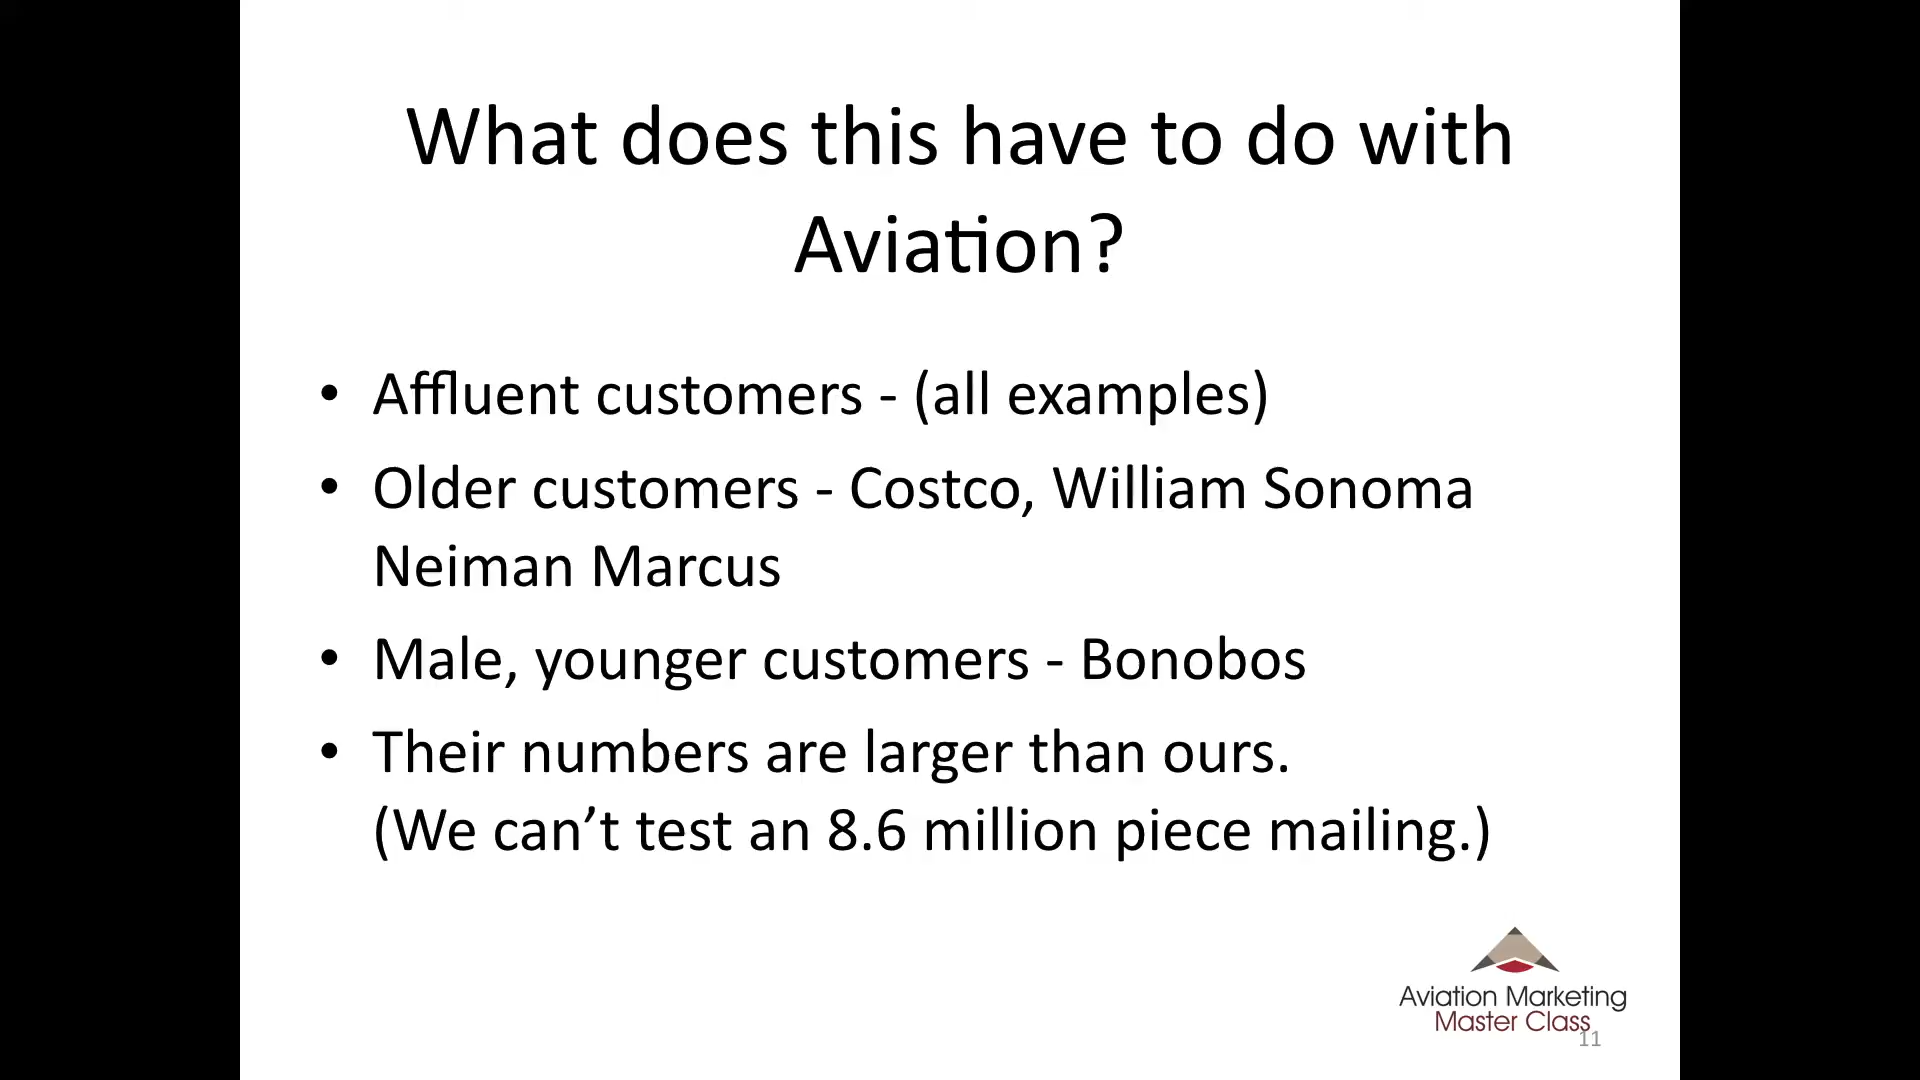 What does this have to do with
Aviation?
• Affluent customers - (all examples)
• Older customers - Costco, William Sonoma
Neiman Marcus
• Male, younger customers - Bonobos
• Their numbers are larger than ours.
(We can’t test an 8.6 million piece mailing.)
Aviation Marketing
Master Class
11